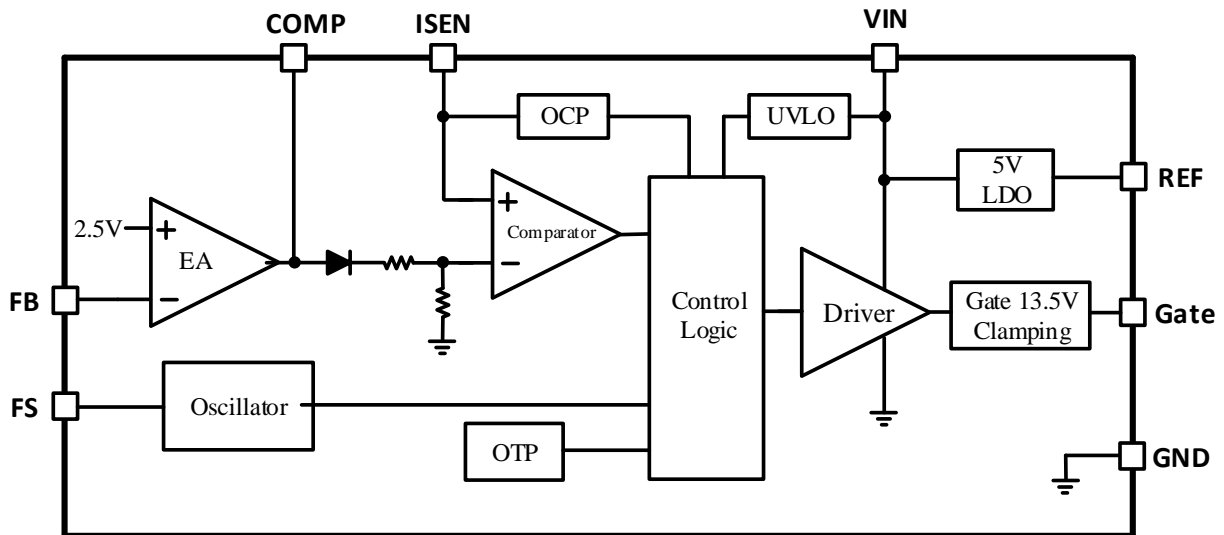 COMP
ISEN
VIN
OCP
UVLO
5V
LDO
REF
2.5V
+
EA
−
+
Comparator
−
FB
Control
Logic
Driver
Gate 13.5V
Clamping
Gate
FS
Oscillator
OTP
GND